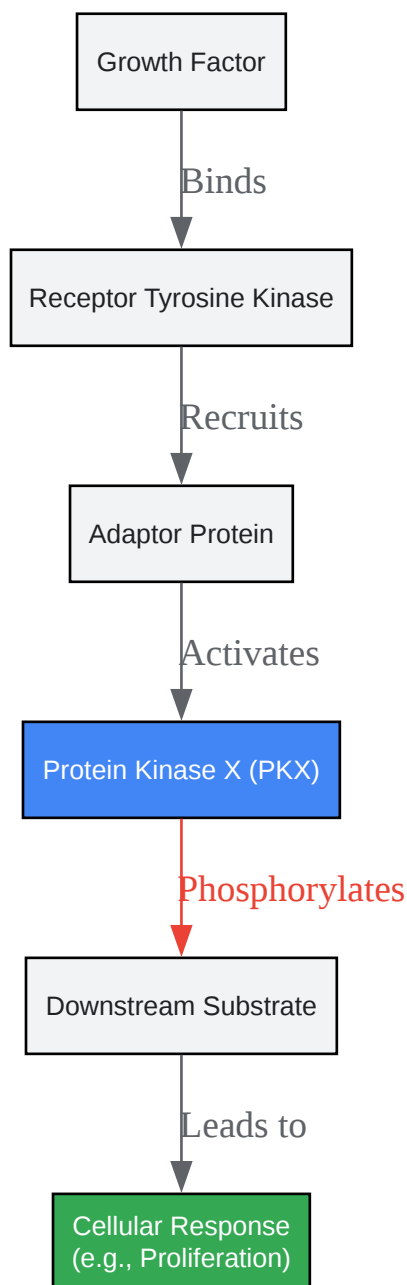 Growth Factor
Binds
Receptor Tyrosine Kinase
Recruits
Adaptor Protein
Activates
Protein Kinase X (PKX)
Phosphorylates
Downstream Substrate
Leads to
Cellular Response
(e.g., Proliferation)